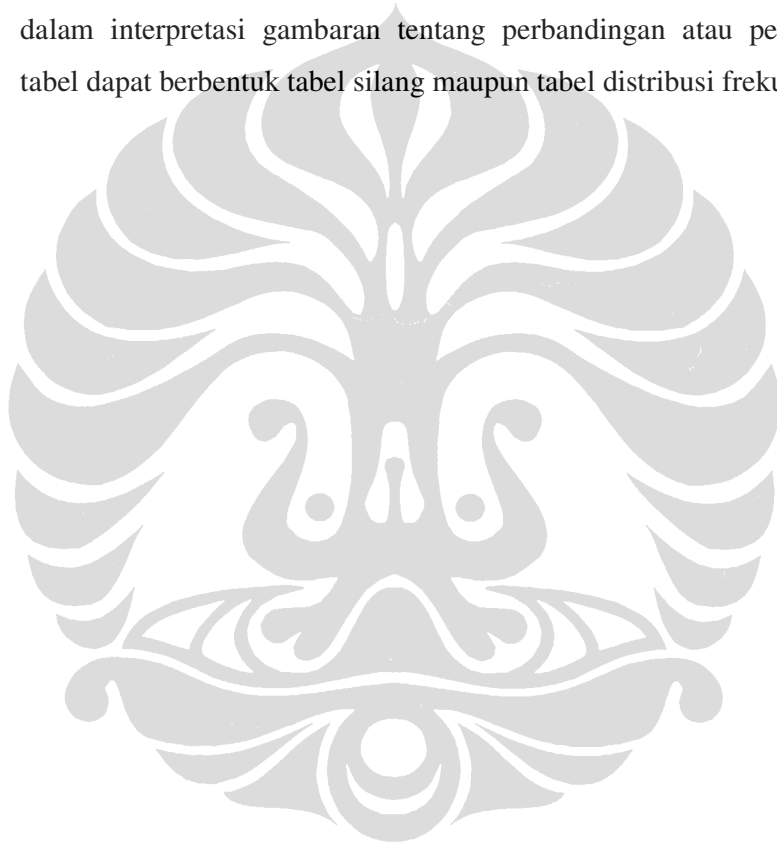 dalam interpretasi gambaran tentang perbandingan atau pe
tabel dapat berbentuk tabel silang maupun tabel distribusi freku